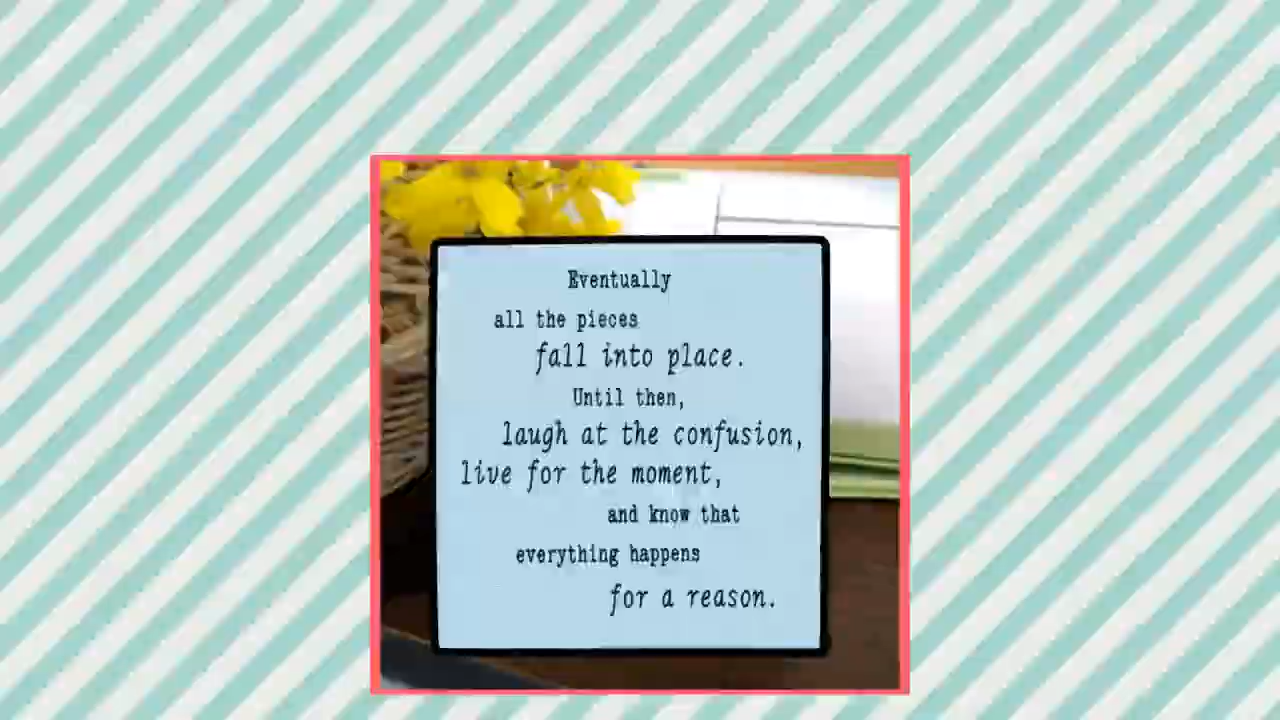 Eventually
all the pieces
fall into place.
Until then,
laugh at the confusion,
live for the moment,
and know that
everything happens
for a reason.